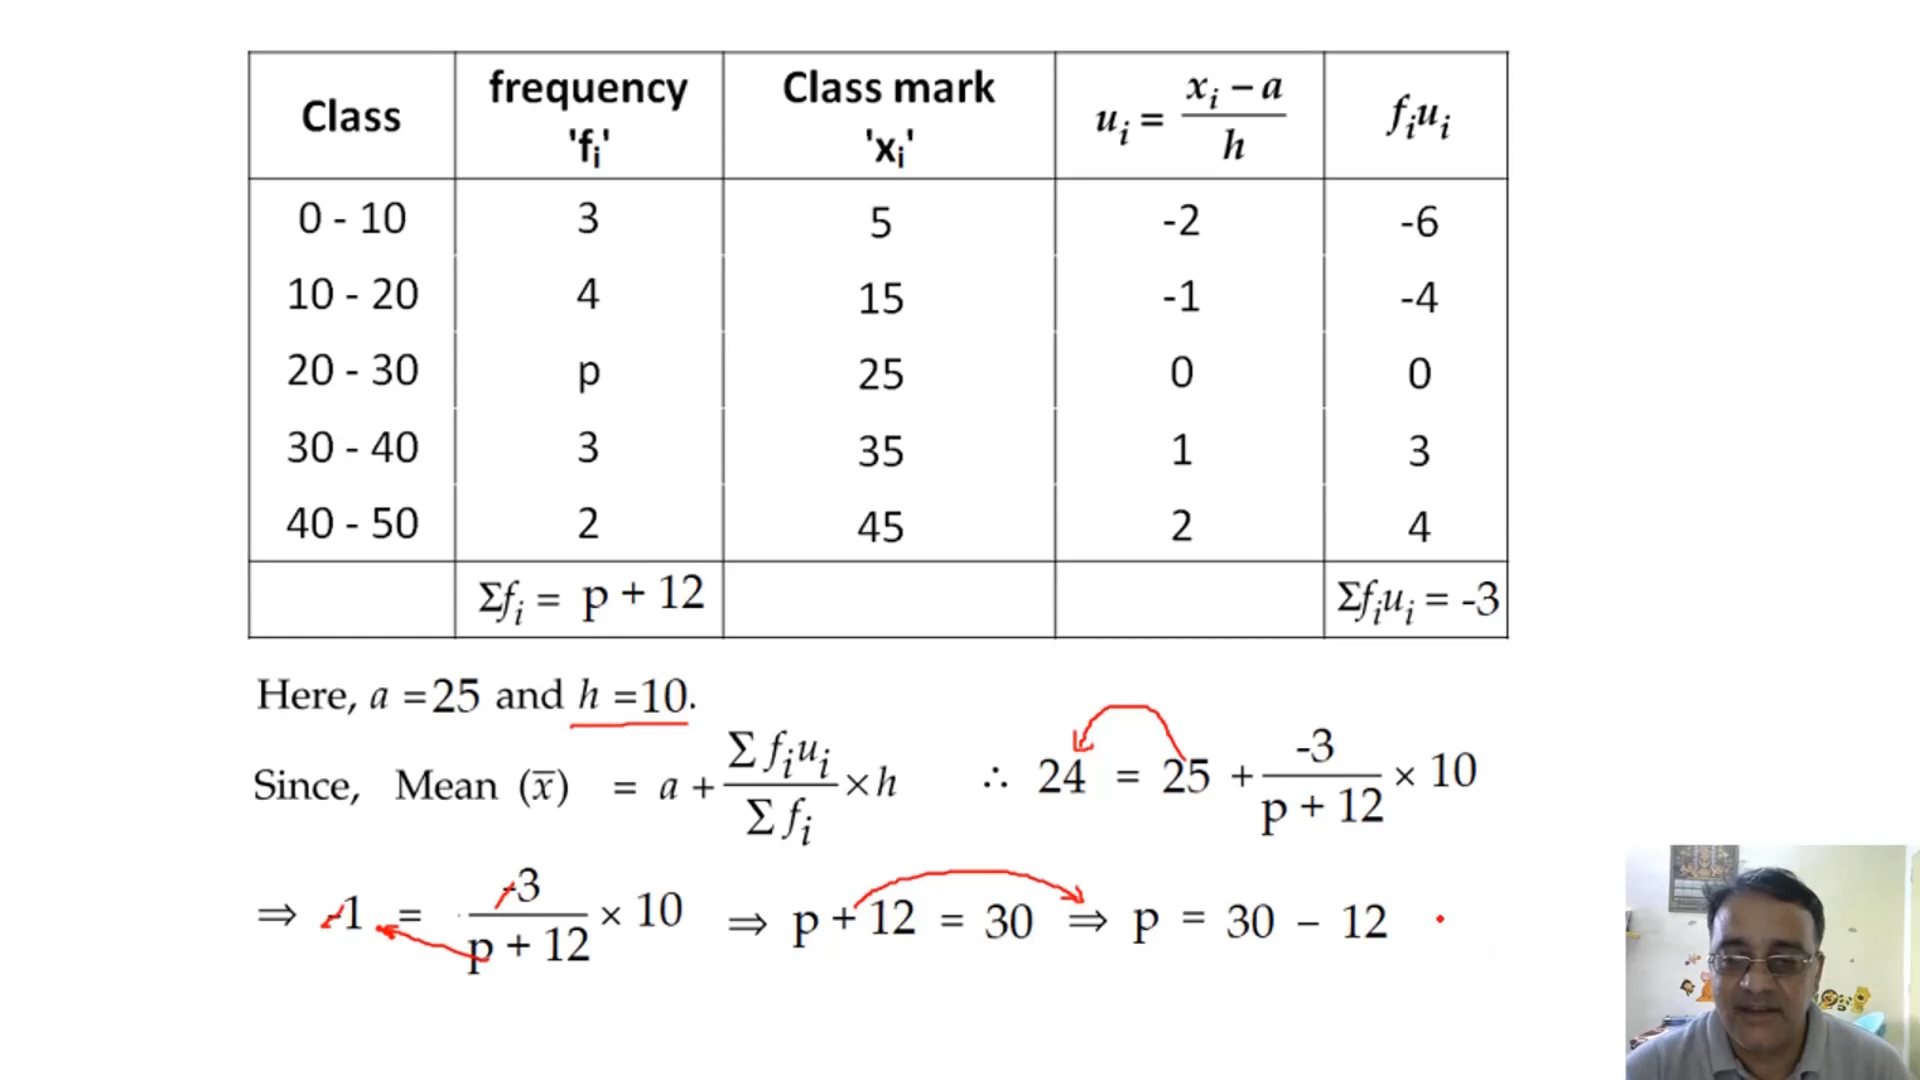 Class | frequency 'fᵢ' | Class mark 'xᵢ' | uᵢ = (xᵢ − a)/h | fᵢuᵢ
0 - 10 | 3 | 5 | -2 | -6
10 - 20 | 4 | 15 | -1 | -4
20 - 30 | p | 25 | 0 | 0
30 - 40 | 3 | 35 | 1 | 3
40 - 50 | 2 | 45 | 2 | 4
Σfᵢ = p + 12 | Σfᵢuᵢ = -3
Here, a = 25 and h = 10.
Since, Mean (x̅) = a + (Σ fᵢuᵢ)/(Σ fᵢ) × h ∴ 24 = 25 + (-3)/(p + 12) × 10
⇒ -1 = (-3)/(p + 12) × 10 ⇒ p + 12 = 30 ⇒ p = 30 − 12